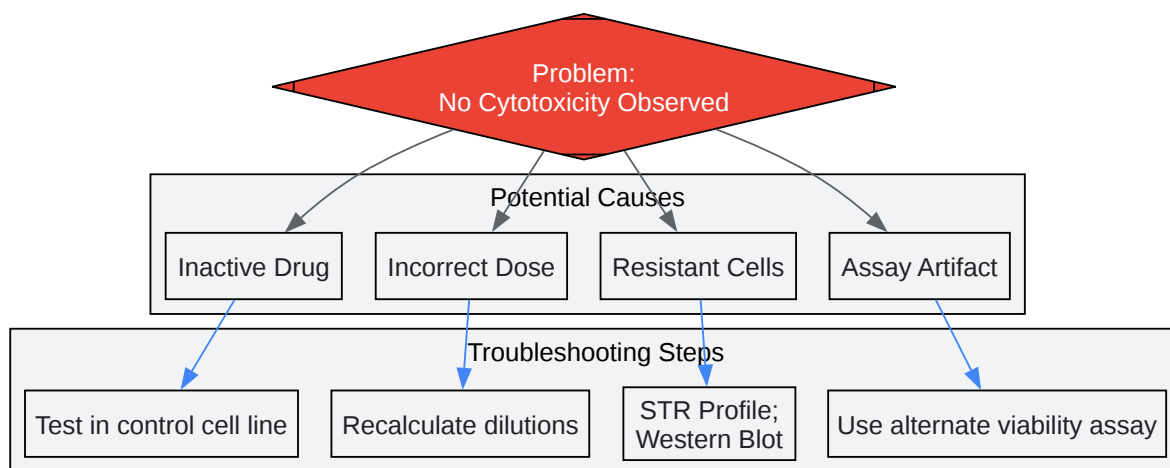 Problem:
No Cytotoxicity Observed
Potential Causes
Inactive Drug
Incorrect Dose
Resistant Cells
Assay Artifact
Troubleshooting Steps
Test in control cell line
Recalculate dilutions
STR Profile;
Western Blot
Use alternate viability assay